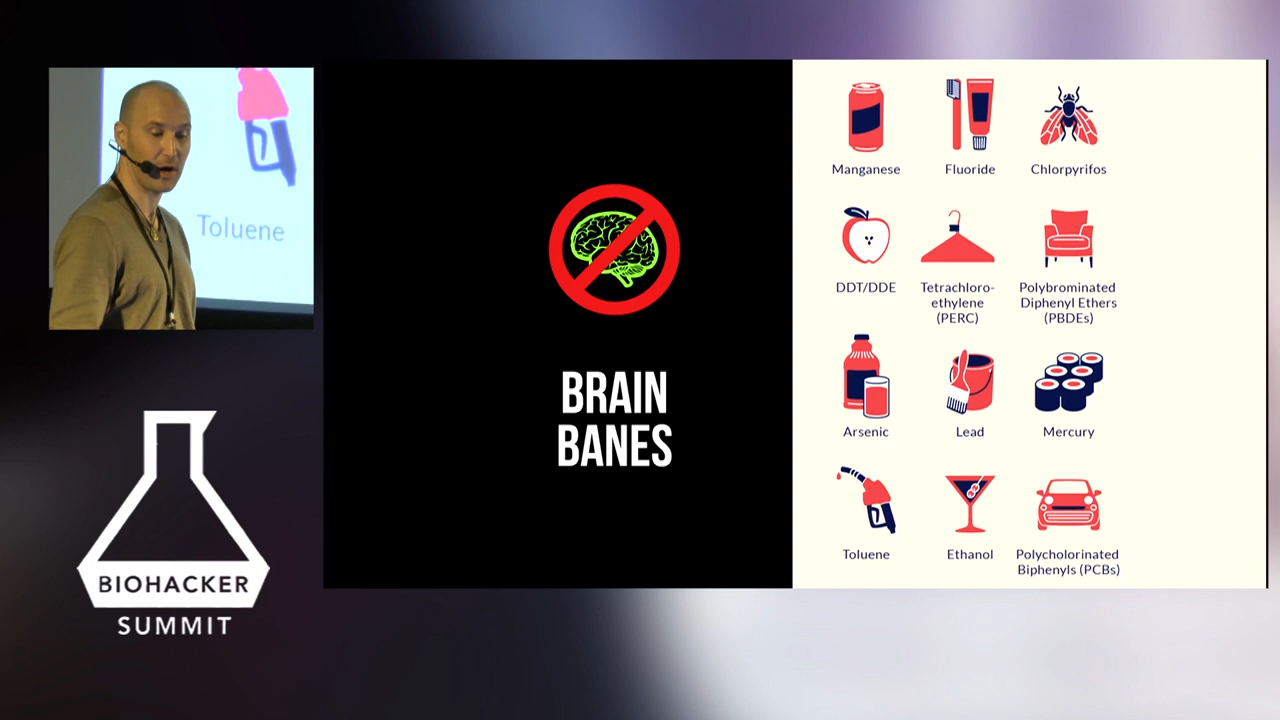 Toluene
BIOHACKER
SUMMIT
BRAIN
BANES
Manganese
Fluoride
Chlorpyrifos
DDT/DDE
Tetrachloro-
ethylene
(PERC)
Polybrominated
Diphenyl Ethers
(PBDEs)
Arsenic
Lead
Mercury
Toluene
Ethanol
Polycholorinated
Biphenyls (PCBs)